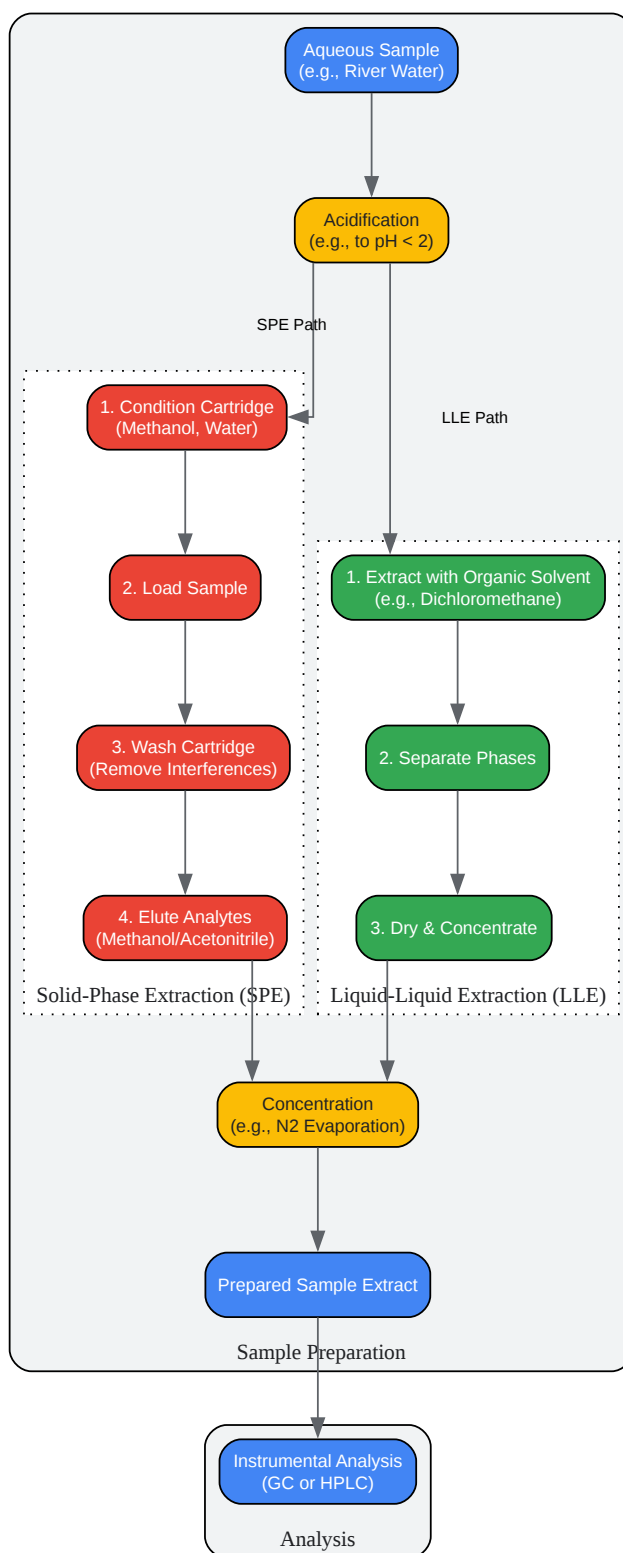 Aqueous Sample
(e.g., River Water)
Acidification
(e.g., to pH < 2)
SPE Path
LLE Path
1. Condition Cartridge
(Methanol, Water)
2. Load Sample
3. Wash Cartridge
(Remove Interferences)
4. Elute Analytes
(Methanol/Acetonitrile)
Solid-Phase Extraction (SPE)
1. Extract with Organic Solvent
(e.g., Dichloromethane)
2. Separate Phases
3. Dry & Concentrate
Liquid-Liquid Extraction (LLE)
Concentration
(e.g., N2 Evaporation)
Prepared Sample Extract
Sample Preparation
Instrumental Analysis
(GC or HPLC)
Analysis